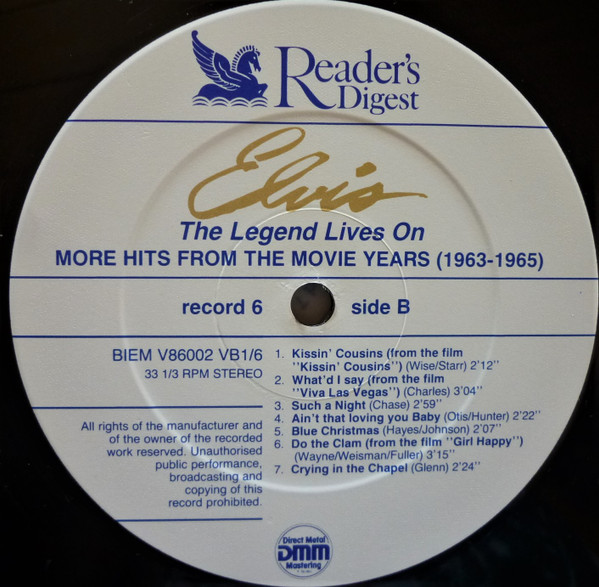 Reader's
Digest
Elvis
The Legend Lives On
MORE HITS FROM THE MOVIE YEARS (1963-1965)
record 6 side B
BIEM V86002 VB1/6
33 1/3 RPM STEREO
All rights of the manufacturer and
of the owner of the recorded
work reserved. Unauthorised
public performance,
broadcasting and
copying of this
record prohibited.
1. Kissin' Cousins (from the film
''Kissin' Cousins'') (Wise/Starr) 2'12''
2. What'd I say (from the film
''Viva Las Vegas'') (Charles) 3'04''
3. Such a Night (Chase) 2'59''
4. Ain't that loving you Baby (Otis/Hunter) 2'22''
5. Blue Christmas (Hayes/Johnson) 2'07''
6. Do the Clam (from the film ''Girl Happy'')
(Wayne/Weisman/Fuller) 3'15''
7. Crying in the Chapel (Glenn) 2'24''
Direct Metal
DMM
Mastering